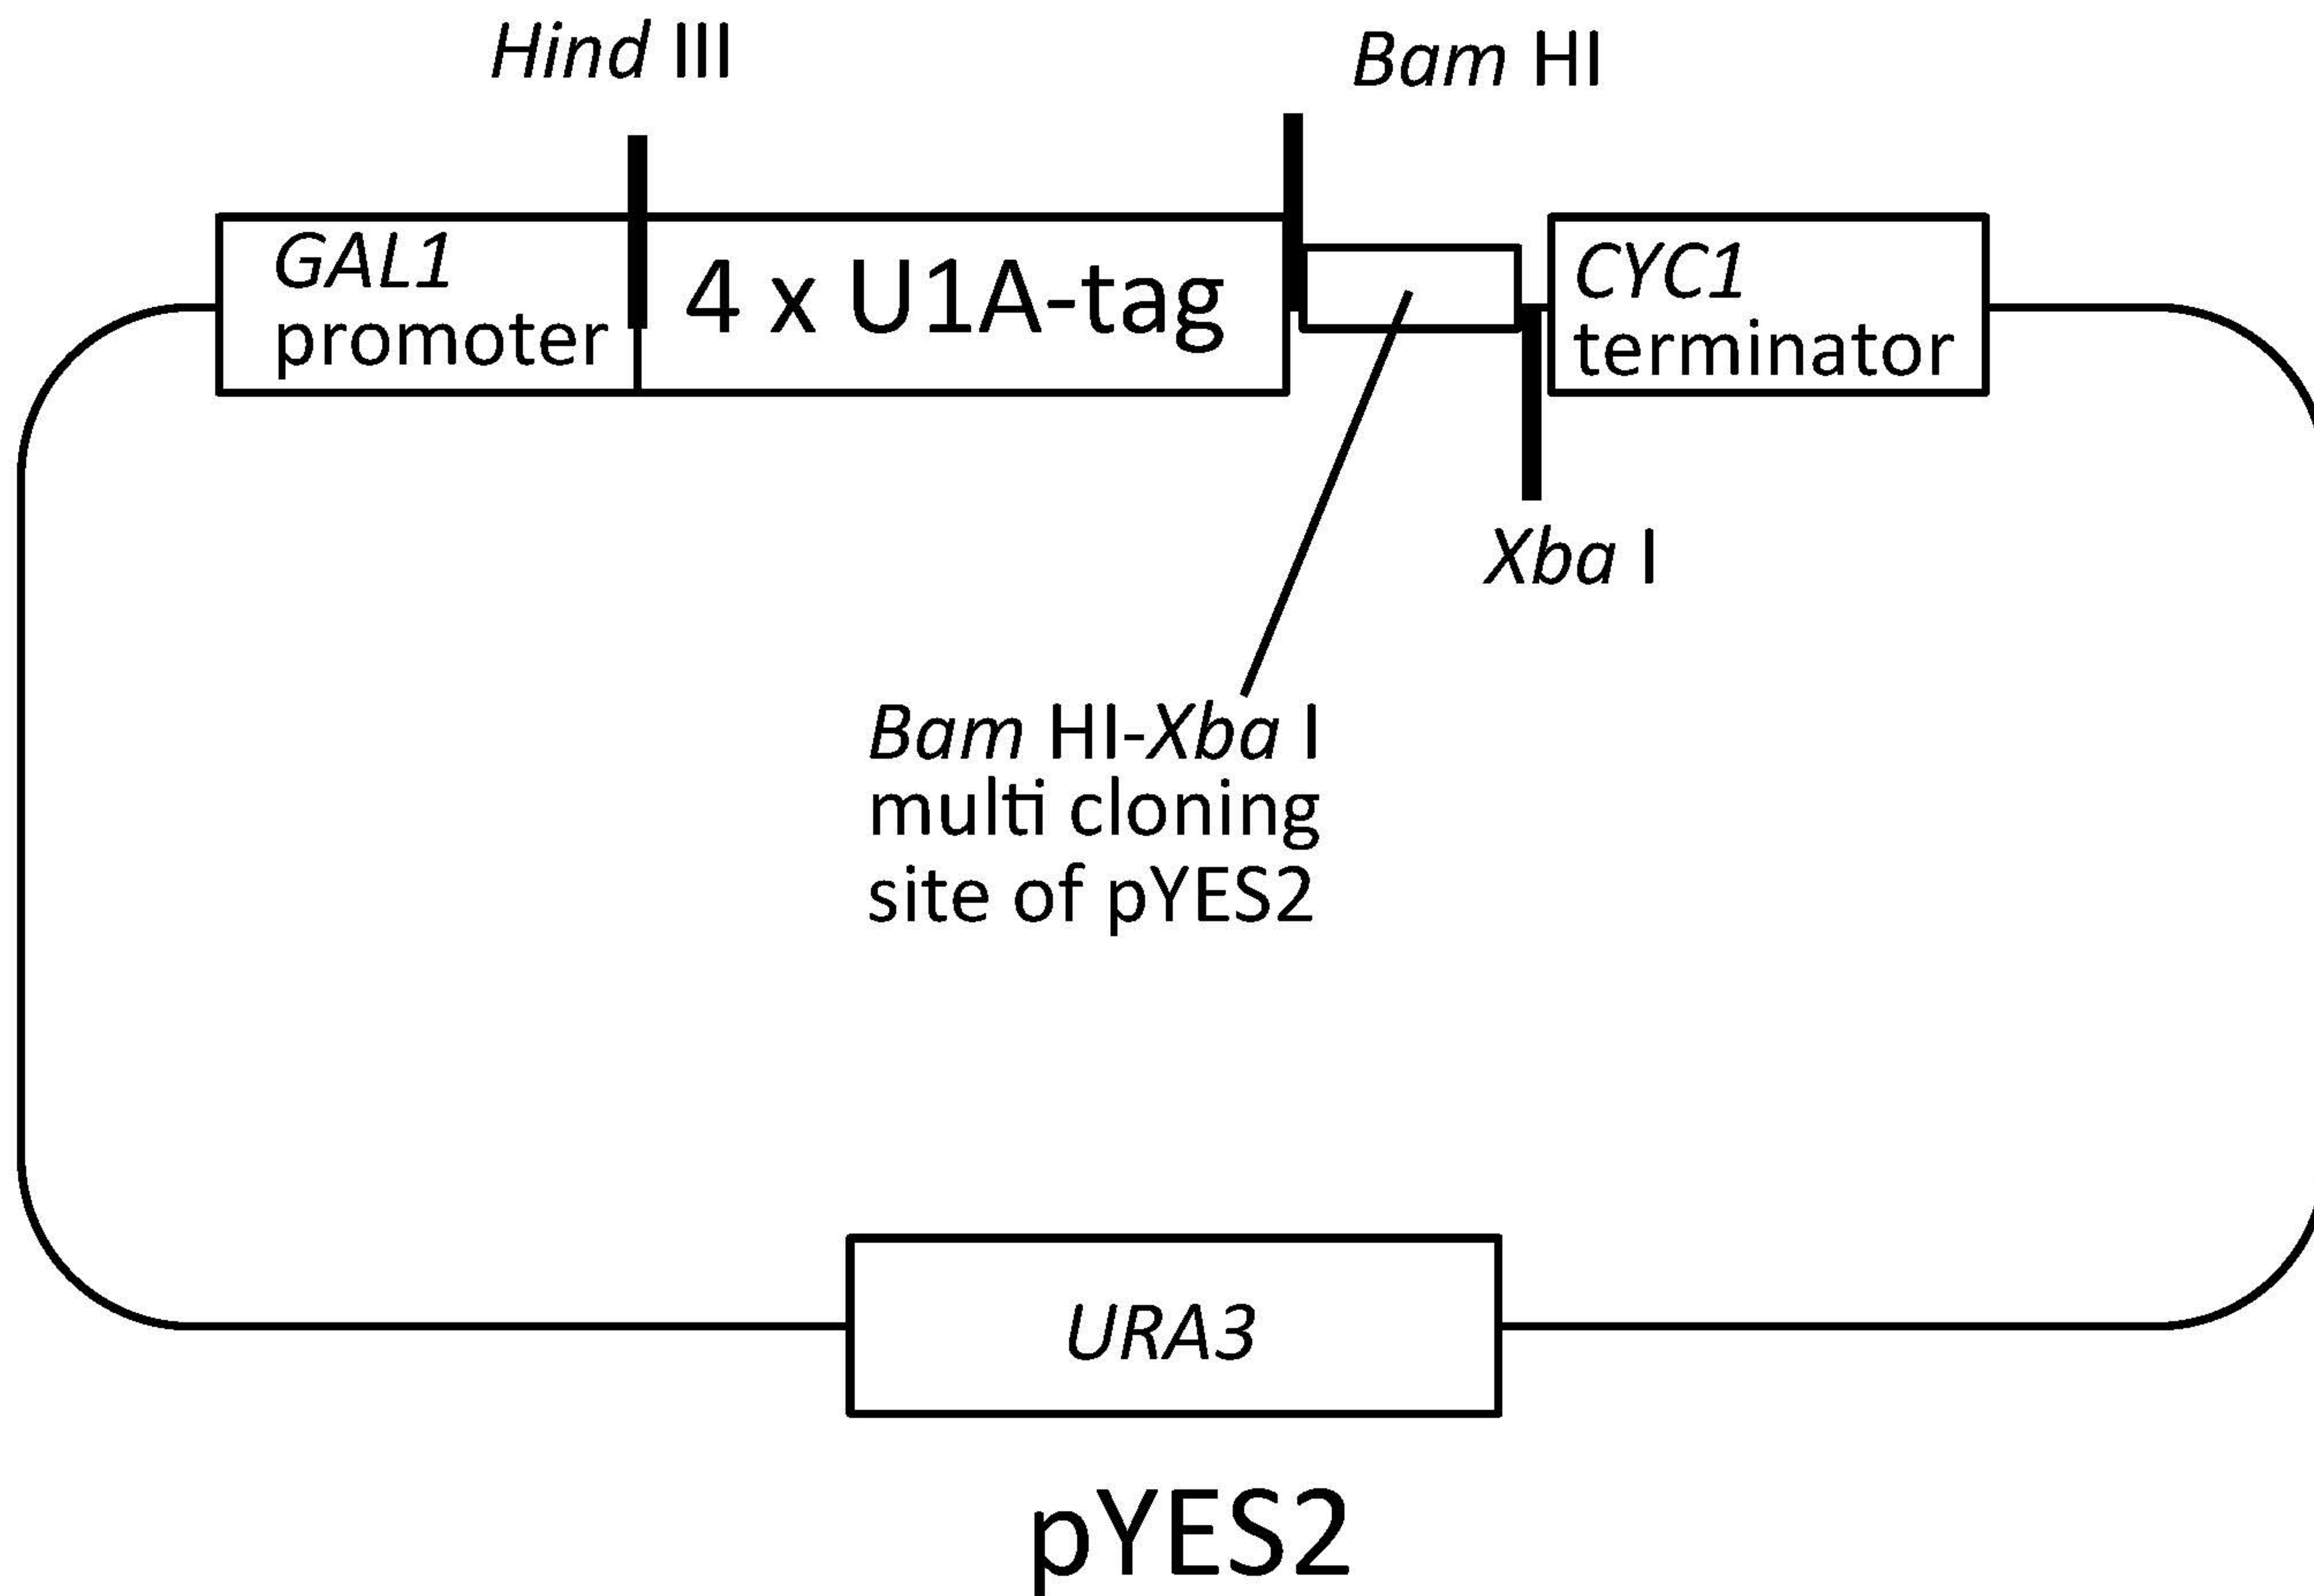 Hind III
Bam HI
GAL1
promoter
4 x U1A-tag
CYC1
terminator
Xba I
Bam HI-Xba I
multi cloning
site of pYES2
URA3
pYES2